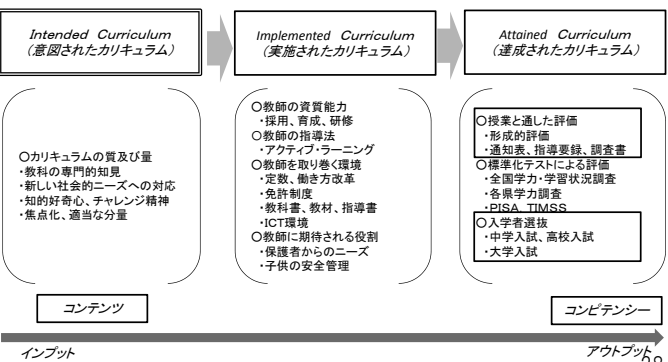 Intended Curriculum
(意図されたカリキュラム)
Implemented Curriculum
(実施されたカリキュラム)
Attained Curriculum
(達成されたカリキュラム)
○カリキュラムの質及び量
・教科の専門的知見
・新しい社会的ニーズへの対応
・知的好奇心、チャレンジ精神
・焦点化、適当な分量
○教師の資質能力
・採用、育成、研修
○教師の指導法
・アクティブ・ラーニング
○教師を取り巻く環境
・定数、働き方改革
・免許制度
・教科書、教材、指導書
・ICT環境
○教師に期待される役割
・保護者からのニーズ
・子供の安全管理
○授業と通した評価
・形成的評価
・通知表、指導要録、調査書
○標準化テストによる評価
・全国学力・学習状況調査
・各県学力調査
・PISA、TIMSS
○入学者選抜
・中学入試、高校入試
・大学入試
コンテンツ
コンピテンシー
インプット
アウトプット